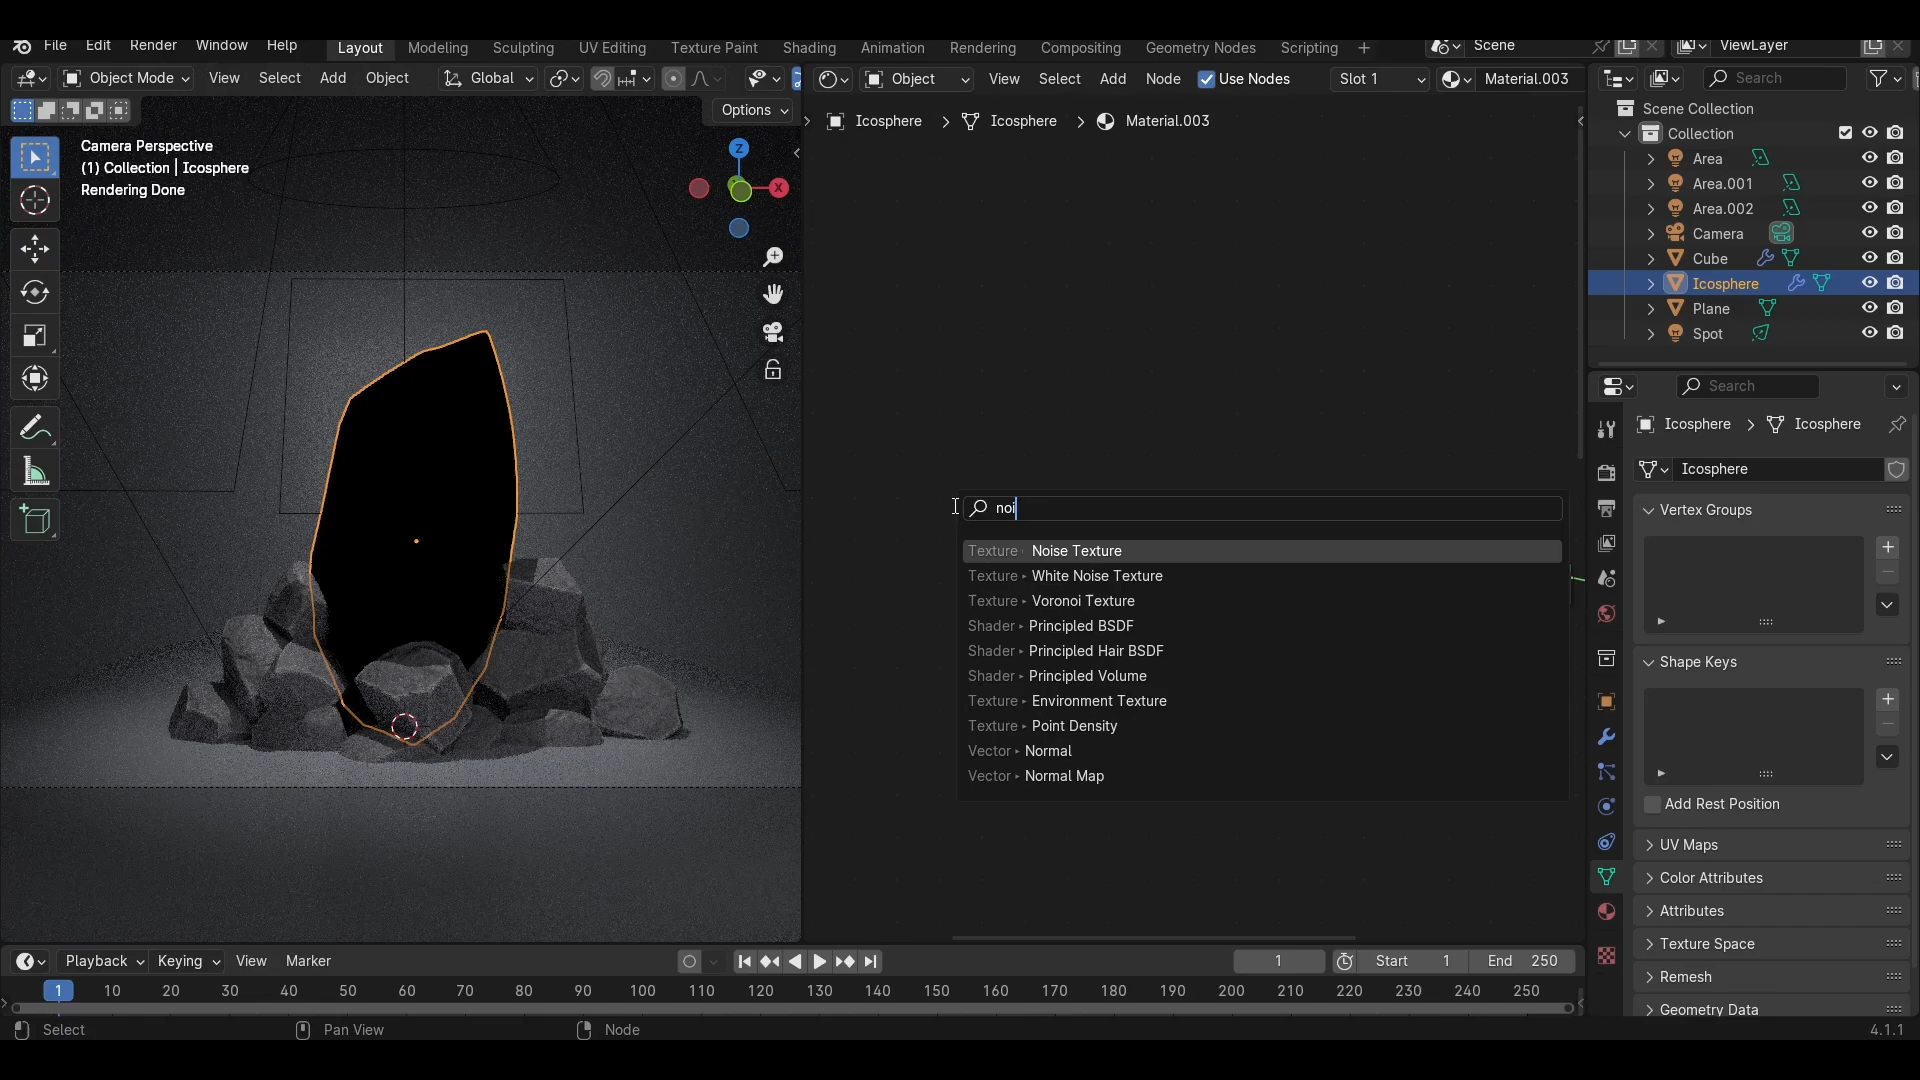 File Edit Render Window Help Layout Modeling Sculpting UV Editing Texture Paint Shading Animation Rendering Compositing Geometry Nodes Scripting + Scene ViewLayer
Object Mode View Select Add Object Global Object View Select Add Node Use Nodes Slot 1 Material.003 Search
Options
Icosphere > Icosphere > Material.003
Camera Perspective
(1) Collection | Icosphere
Rendering Done
Z
X
noi
Texture ▸ Noise Texture
Texture ▸ White Noise Texture
Texture ▸ Voronoi Texture
Shader ▸ Principled BSDF
Shader ▸ Principled Hair BSDF
Shader ▸ Principled Volume
Texture ▸ Environment Texture
Texture ▸ Point Density
Vector ▸ Normal
Vector ▸ Normal Map
Scene Collection
Collection
Area
Area.001
Area.002
Camera
Cube
Icosphere
Plane
Spot
Search
Icosphere > Icosphere
Icosphere
Vertex Groups
Shape Keys
Add Rest Position
UV Maps
Color Attributes
Attributes
Texture Space
Remesh
Geometry Data
Playback Keying View Marker 1 Start 1 End 250
1 10 20 30 40 50 60 70 80 90 100 110 120 130 140 150 160 170 180 190 200 210 220 230 240 250
Select Pan View Node 4.1.1